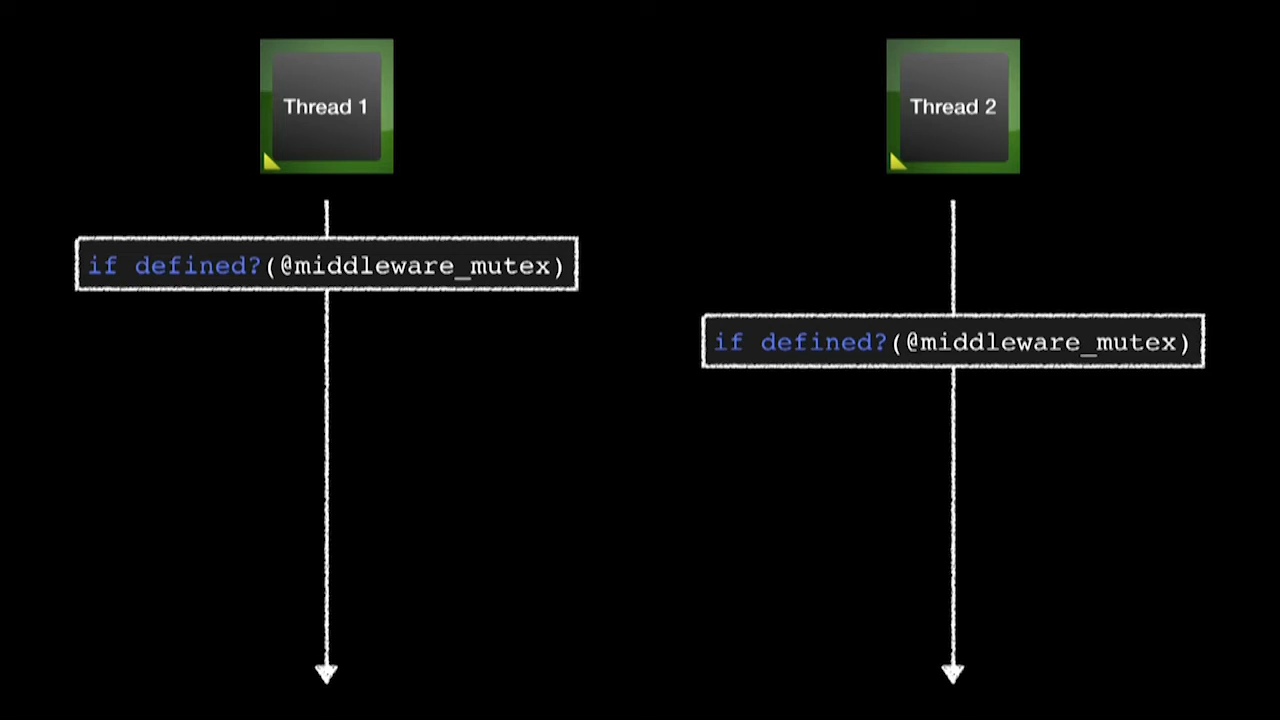 Thread 1
Thread 2
if defined?(@middleware_mutex)
if defined?(@middleware_mutex)